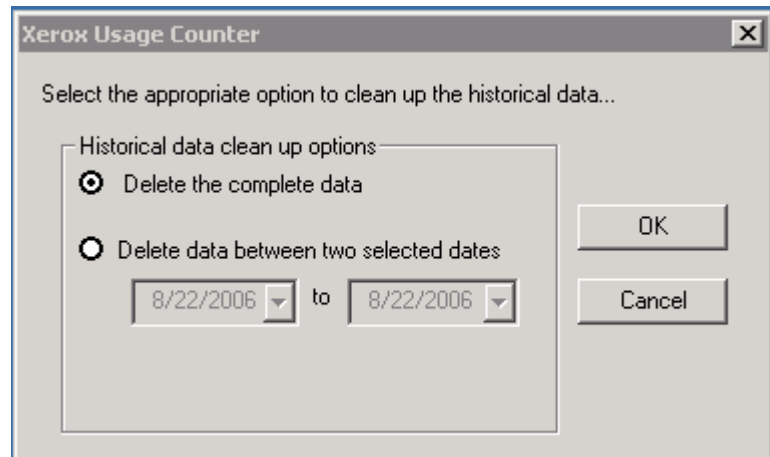 Xerox Usage Counter
Select the appropriate option to clean up the historical data...
Historical data clean up options
Delete the complete data
Delete data between two selected dates
8/22/2006 to 8/22/2006
OK
Cancel